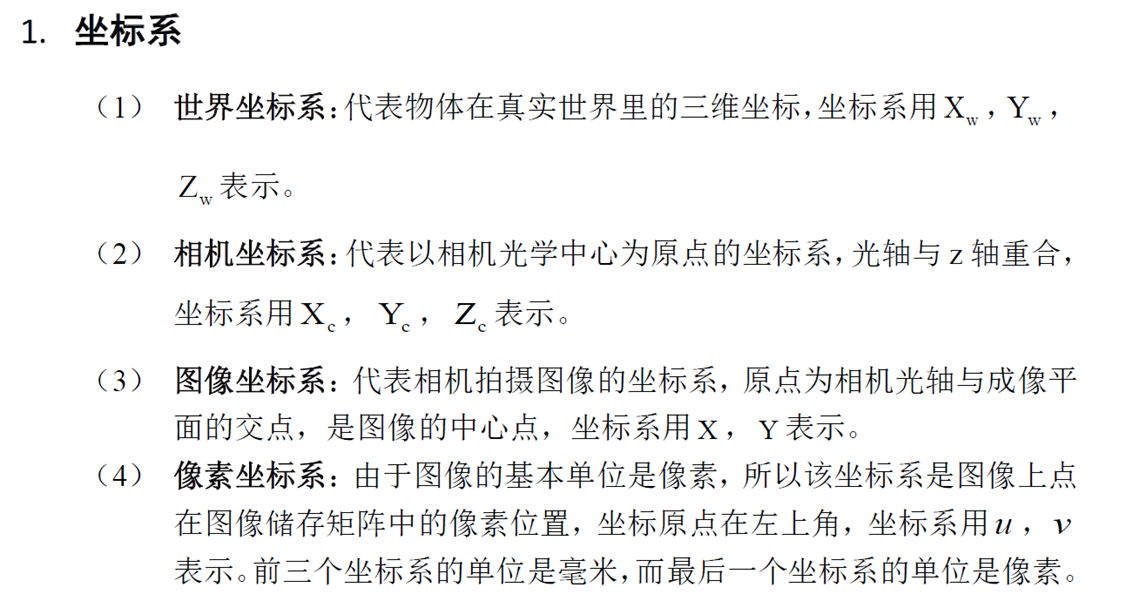 1. 坐标系
（1） 世界坐标系：代表物体在真实世界里的三维坐标，坐标系用 Xw，Yw，
Zw 表示。
（2） 相机坐标系：代表以相机光学中心为原点的坐标系，光轴与 z 轴重合，
坐标系用 Xc， Yc， Zc 表示。
（3） 图像坐标系：代表相机拍摄图像的坐标系，原点为相机光轴与成像平
面的交点，是图像的中心点，坐标系用 X， Y 表示。
（4） 像素坐标系：由于图像的基本单位是像素，所以该坐标系是图像上点
在图像储存矩阵中的像素位置，坐标原点在左上角，坐标系用 u，v
表示。前三个坐标系的单位是毫米，而最后一个坐标系的单位是像素。